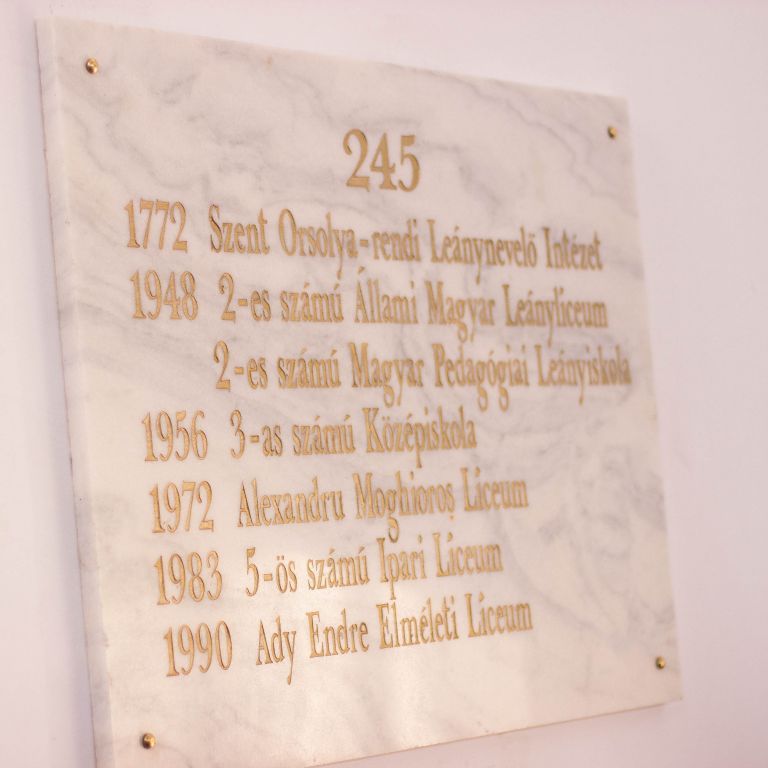 245
1772 Szent Orsolya-rendi Leánynevelő Intézet
1948 2-es számú Állami Magyar Leánylíceum
2-es számú Magyar Pedagógiai Leányiskola
1956 3-as számú Középiskola
1972 Alexandru Moghioroș Líceum
1983 5-ös számú Ipari Líceum
1990 Ady Endre Elméleti Líceum